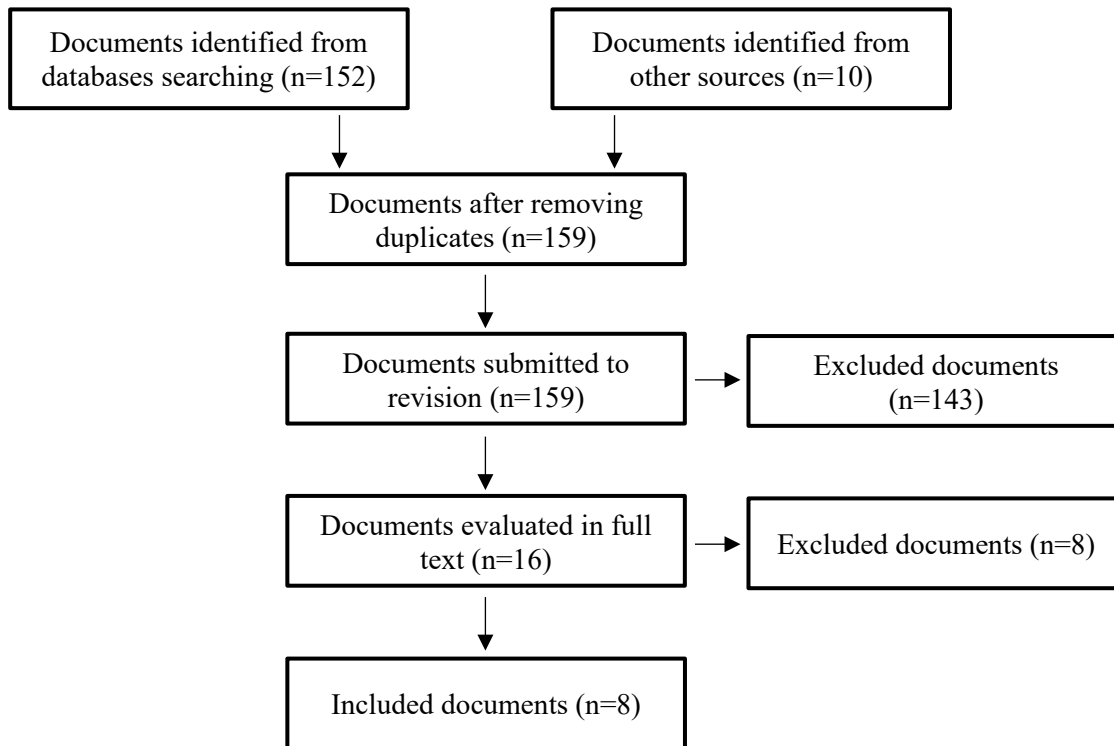 Documents identified from
databases searching (n=152)
Documents identified from
other sources (n=10)
Documents after removing
duplicates (n=159)
Documents submitted to
revision (n=159)
Excluded documents
(n=143)
Documents evaluated in full
text (n=16)
Excluded documents (n=8)
Included documents (n=8)